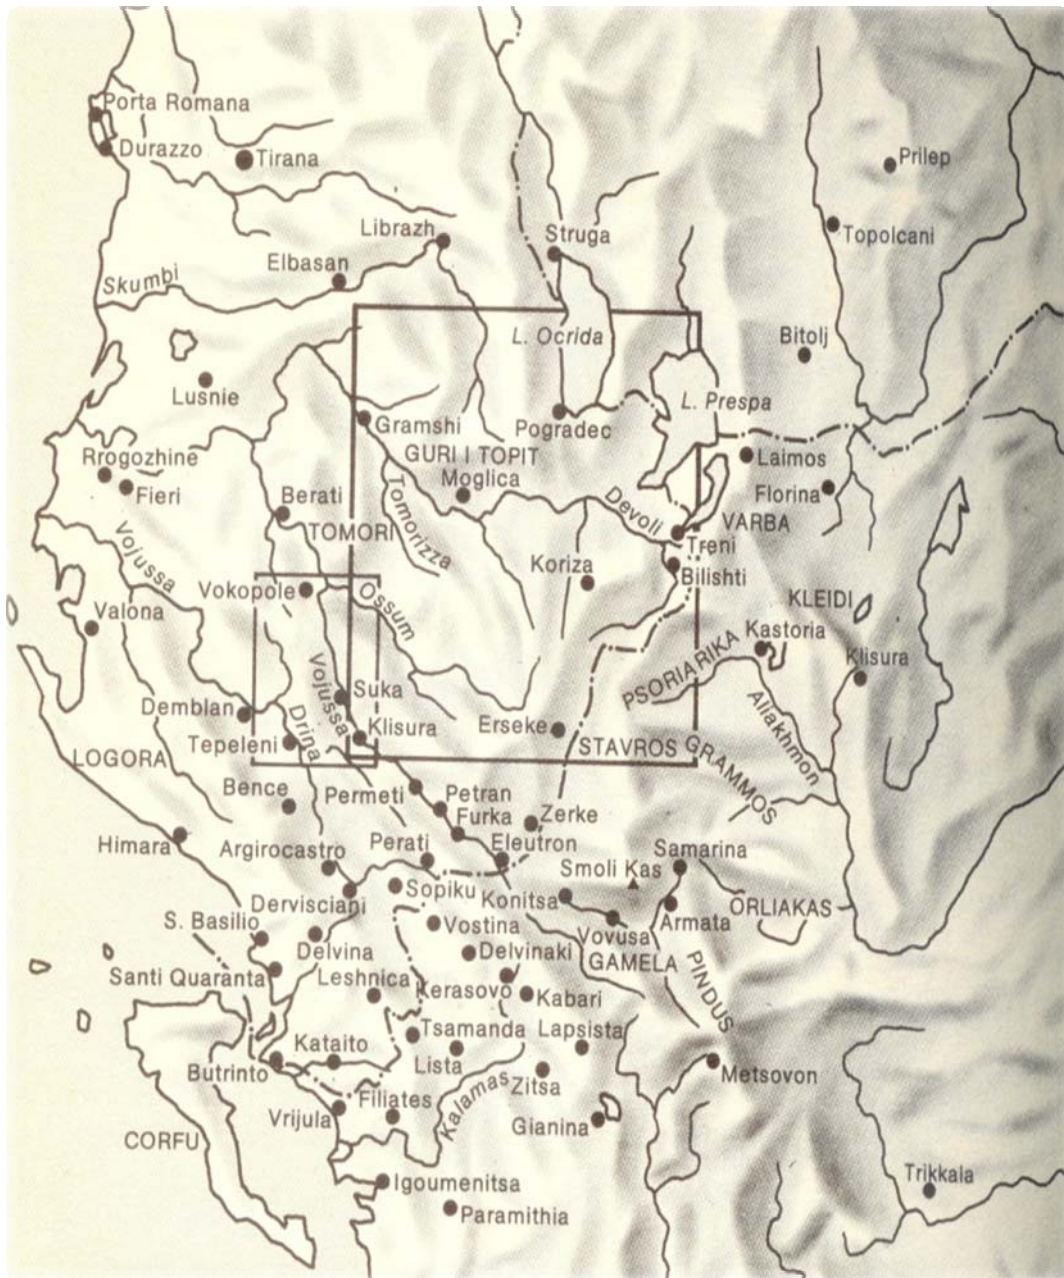 Porta Romana
Durazzo
Tirana
Prilep
Topolcani
Librazh
Struga
Elbasan
Skumbi
L. Ocrida
Bitolj
Lusnie
L. Prespa
Gramshi
Pogradec
GURI I TOPIT
Moglica
Laimos
Rrogozhine
Fieri
Berati
Florina
TOMORI
Tomorizza
Devoli
VARBA
Treni
Vojussa
Koriza
Bilishti
Vokopole
Ossum
KLEIDI
Valona
Kastoria
PSORIARIKA
Klisura
Vojussa
Suka
Demblan
Drina
Klisura
Erseke
Aliakhmon
Tepeleni
STAVROS
GRAMMOS
LOGORA
Bence
Permeti
Petran
Furka
Zerke
Himara
Argirocastro
Perati
Eleutron
Samarina
Smoli Kas
Sopiku
Konitsa
Dervisciani
ORLIAKAS
Armata
S. Basilio
Vostina
Vovusa
Delvina
Delvinaki
GAMELA
PINDUS
Santi Quaranta
Leshnica
Kerasovo
Kabari
Tsamanda
Lapsista
Kataito
Lista
Butrinto
Zitsa
Metsovon
Kalamas
Filiates
Vrijula
Gianina
CORFU
Igoumenitsa
Trikkala
Paramithia